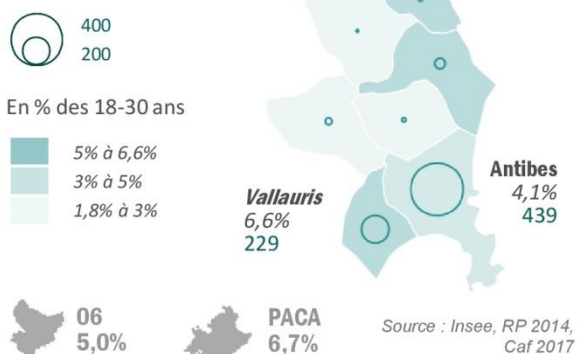 400
200
En % des 18-30 ans
5% à 6,6%
3% à 5%
1,8% à 3%
Vallauris
6,6%
229
Antibes
4,1%
439
06
5,0%
PACA
6,7%
Source : Insee, RP 2014,
Caf 2017